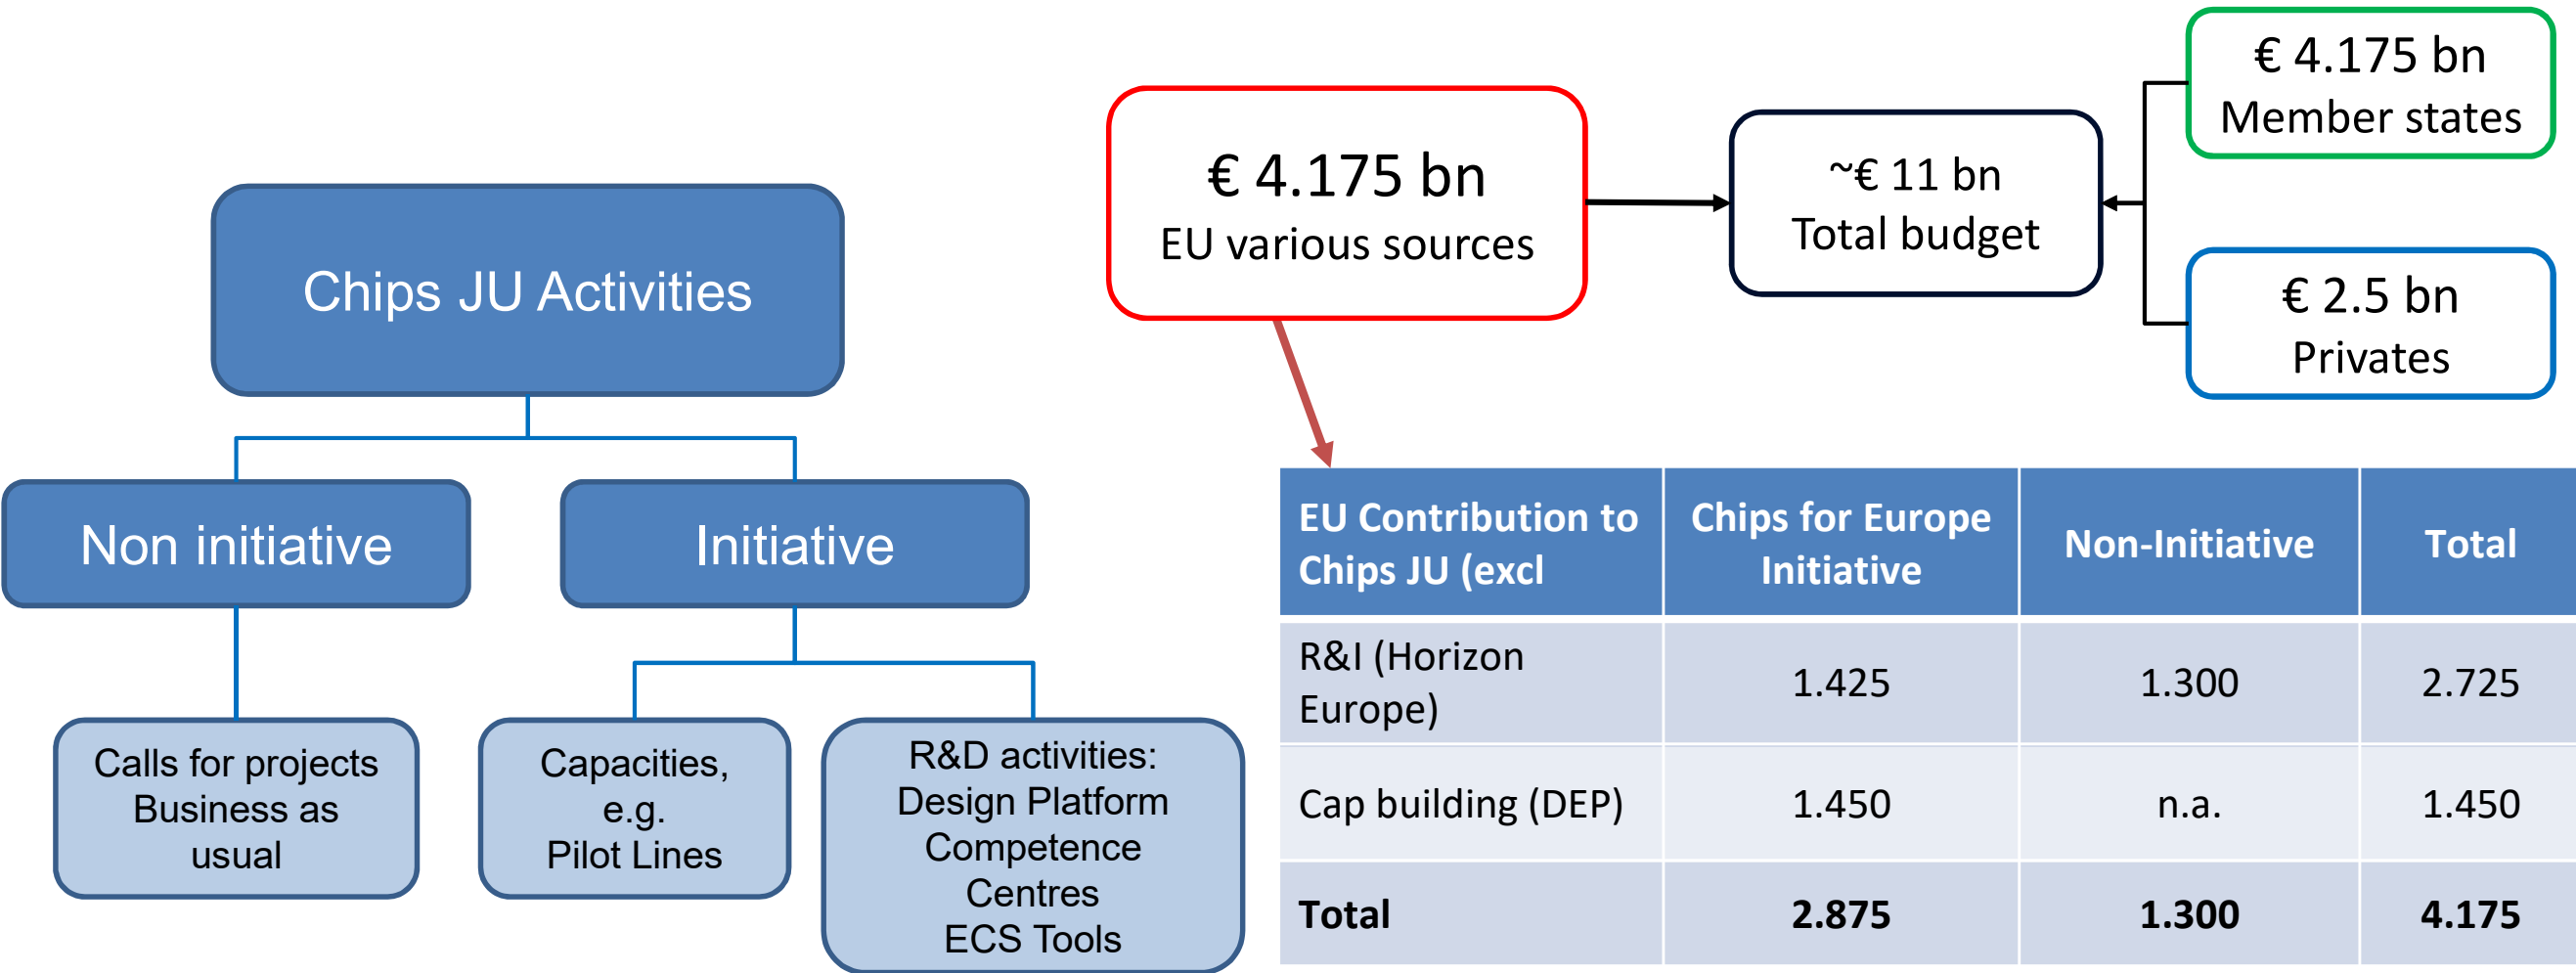 Chips JU Activities
Non initiative
Initiative
Calls for projects
Business as
usual
Capacities,
e.g.
Pilot Lines
R&D activities:
Design Platform
Competence
Centres
ECS Tools
€ 4.175 bn
EU various sources
~€ 11 bn
Total budget
€ 4.175 bn
Member states
€ 2.5 bn
Privates
EU Contribution to
Chips JU (excl
Chips for Europe
Initiative
Non-Initiative
Total
R&I (Horizon
Europe)
1.425
1.300
2.725
Cap building (DEP)
1.450
n.a.
1.450
Total
2.875
1.300
4.175